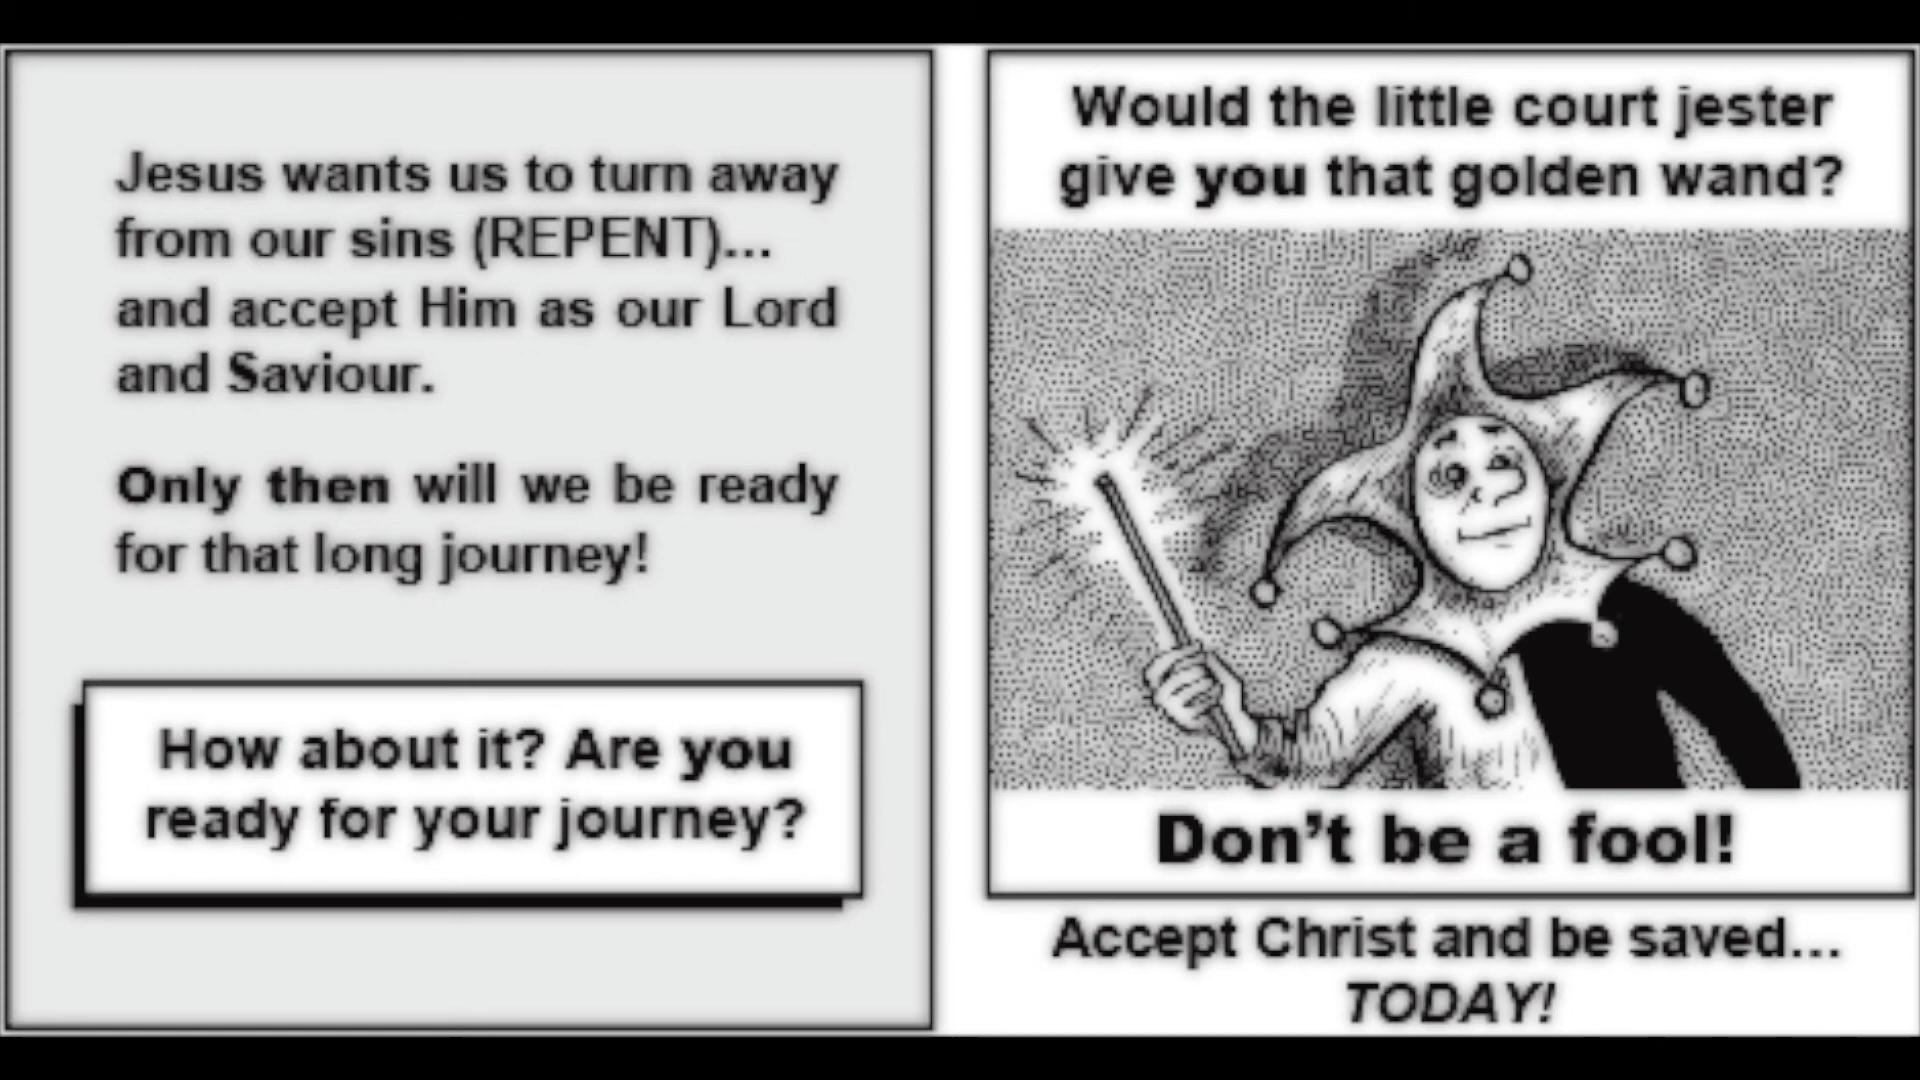 Jesus wants us to turn away
from our sins (REPENT)...
and accept Him as our Lord
and Saviour.
Only then will we be ready
for that long journey!
How about it? Are you
ready for your journey?
Would the little court jester
give you that golden wand?
Don't be a fool!
Accept Christ and be saved...
TODAY!